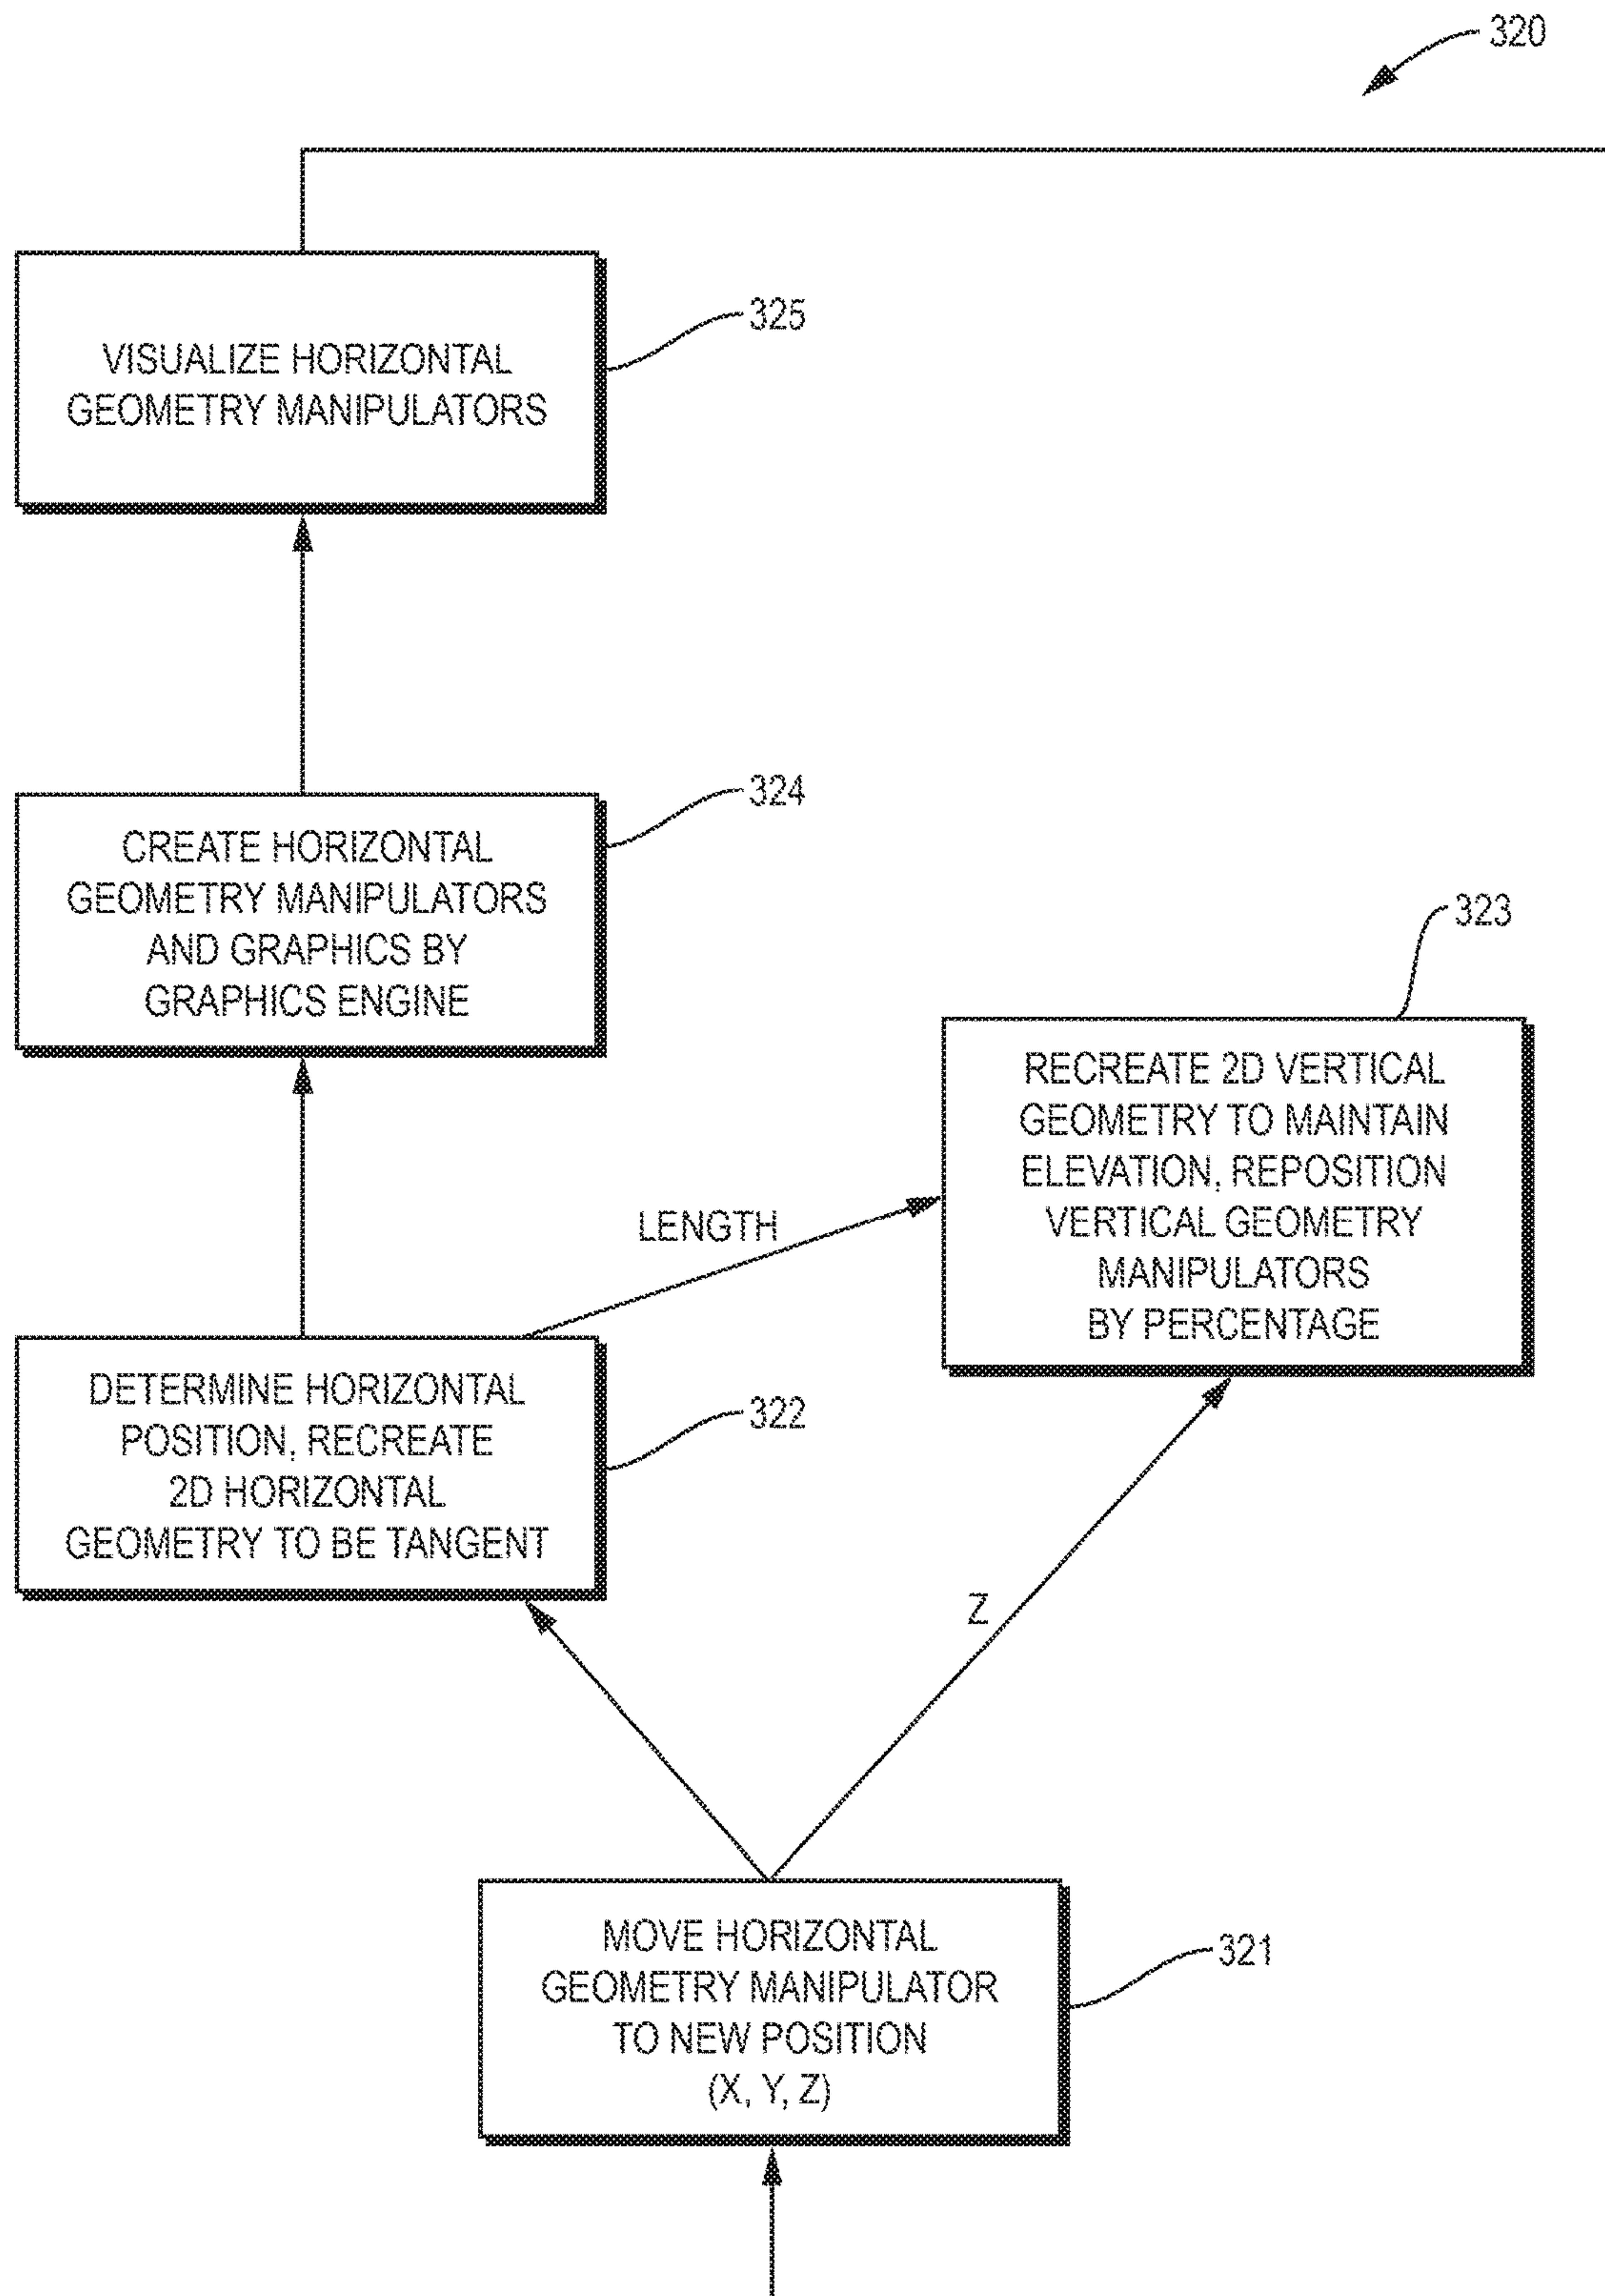 320
VISUALIZE HORIZONTAL
GEOMETRY MANIPULATORS
325
CREATE HORIZONTAL
GEOMETRY MANIPULATORS
AND GRAPHICS BY
GRAPHICS ENGINE
324
RECREATE 2D VERTICAL
GEOMETRY TO MAINTAIN
ELEVATION, REPOSITION
VERTICAL GEOMETRY
MANIPULATORS
BY PERCENTAGE
323
LENGTH
DETERMINE HORIZONTAL
POSITION, RECREATE
2D HORIZONTAL
GEOMETRY TO BE TANGENT
322
Z
MOVE HORIZONTAL
GEOMETRY MANIPULATOR
TO NEW POSITION
(X, Y, Z)
321